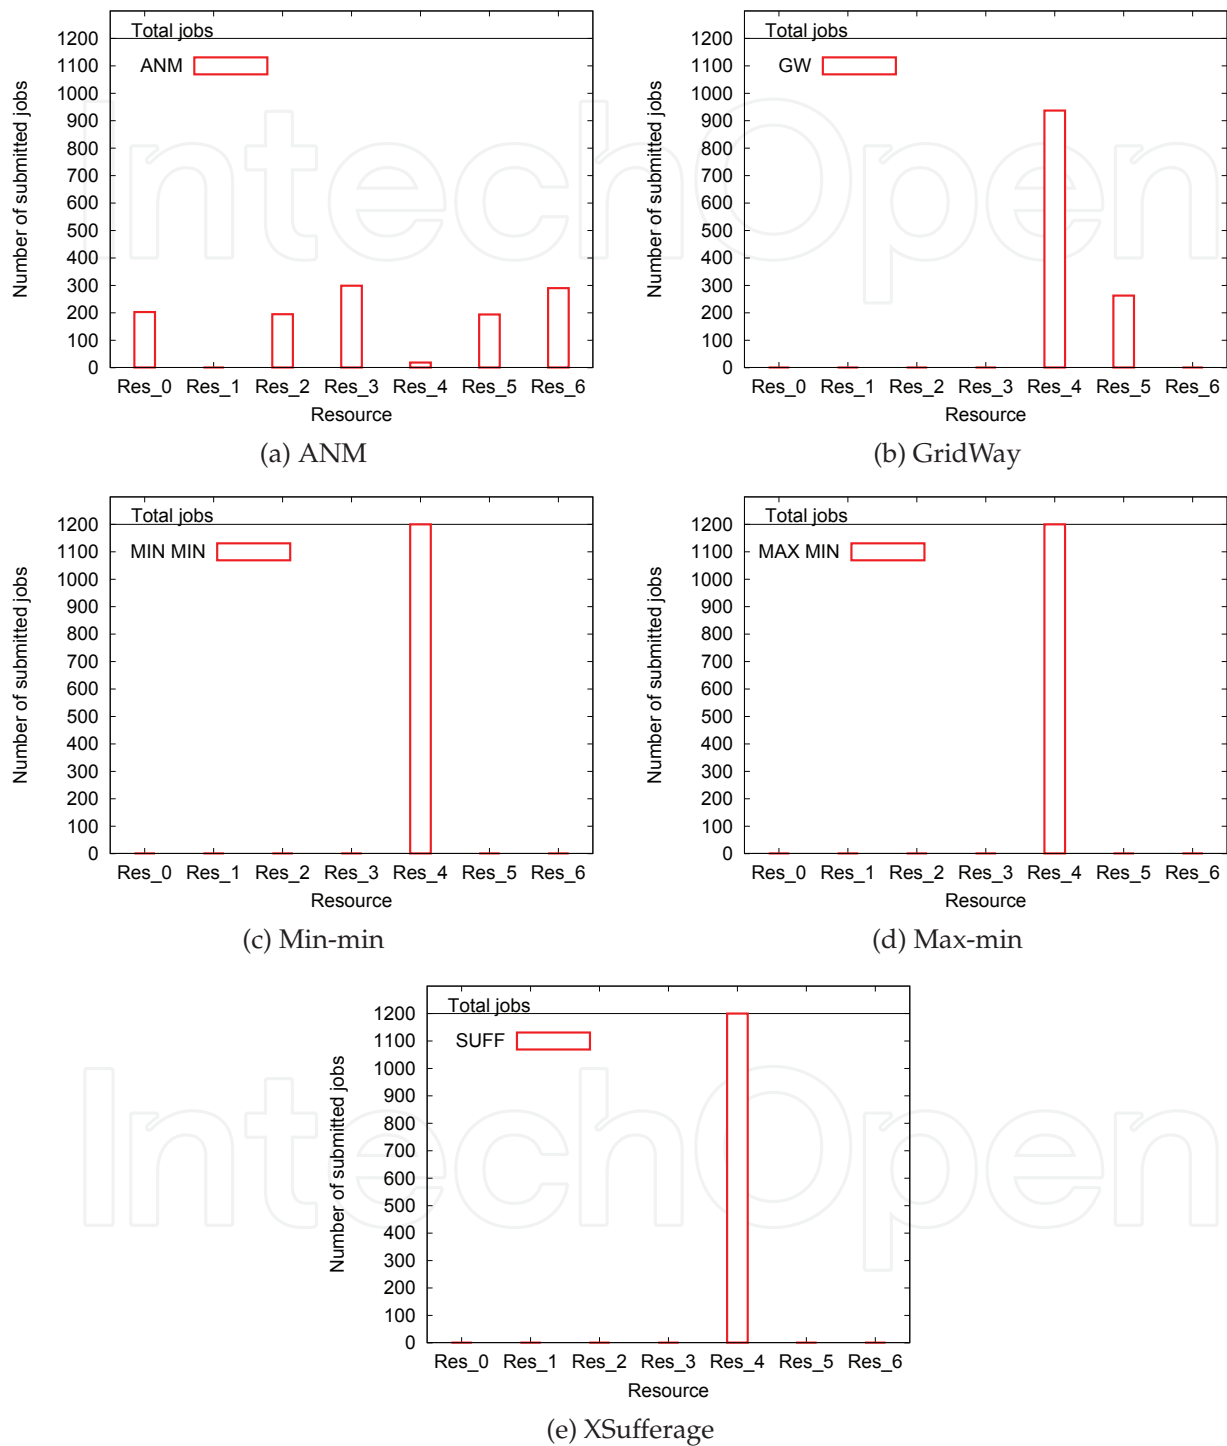 Total jobs
ANM
Number of submitted jobs
1200
1100
1000
900
800
700
600
500
400
300
200
100
0
Res_0 Res_1 Res_2 Res_3 Res_4 Res_5 Res_6
Resource
(a) ANM
Total jobs
GW
Number of submitted jobs
1200
1100
1000
900
800
700
600
500
400
300
200
100
0
Res_0 Res_1 Res_2 Res_3 Res_4 Res_5 Res_6
Resource
(b) GridWay
Total jobs
MIN MIN
Number of submitted jobs
1200
1100
1000
900
800
700
600
500
400
300
200
100
0
Res_0 Res_1 Res_2 Res_3 Res_4 Res_5 Res_6
Resource
(c) Min-min
Total jobs
MAX MIN
Number of submitted jobs
1200
1100
1000
900
800
700
600
500
400
300
200
100
0
Res_0 Res_1 Res_2 Res_3 Res_4 Res_5 Res_6
Resource
(d) Max-min
Total jobs
SUFF
Number of submitted jobs
1200
1100
1000
900
800
700
600
500
400
300
200
100
0
Res_0 Res_1 Res_2 Res_3 Res_4 Res_5 Res_6
Resource
(e) XSufferage
IntechOpen
IntechOpen